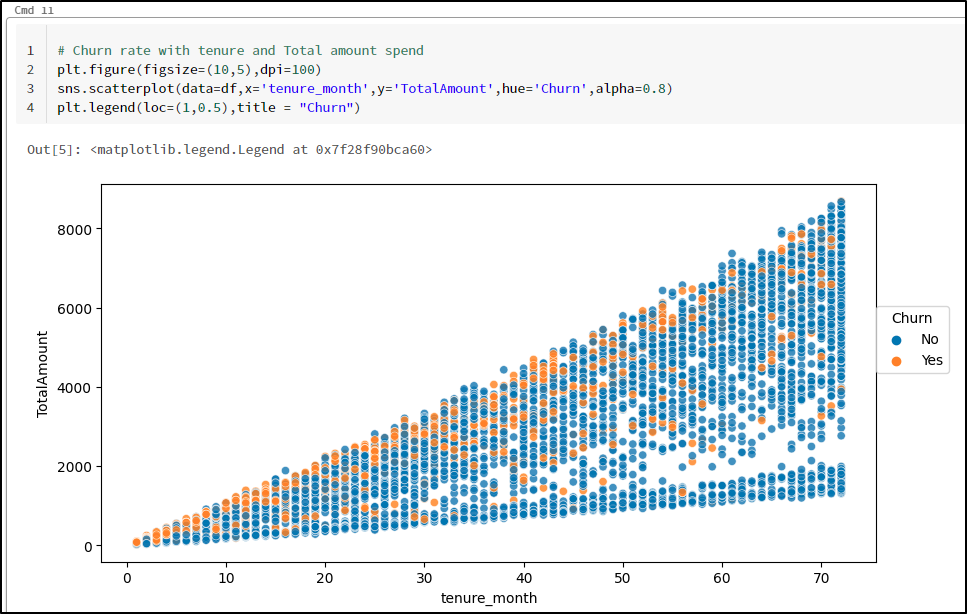 Cmd 11
1 # Churn rate with tenure and Total amount spend
2 plt.figure(figsize=(10,5),dpi=100)
3 sns.scatterplot(data=df,x='tenure_month',y='TotalAmount',hue='Churn',alpha=0.8)
4 plt.legend(loc=(1,0.5),title = "Churn")
Out[5]: <matplotlib.legend.Legend at 0x7f28f90bca60>
8000
6000
4000
2000
0
TotalAmount
Churn
No
Yes
0 10 20 30 40 50 60 70
tenure_month